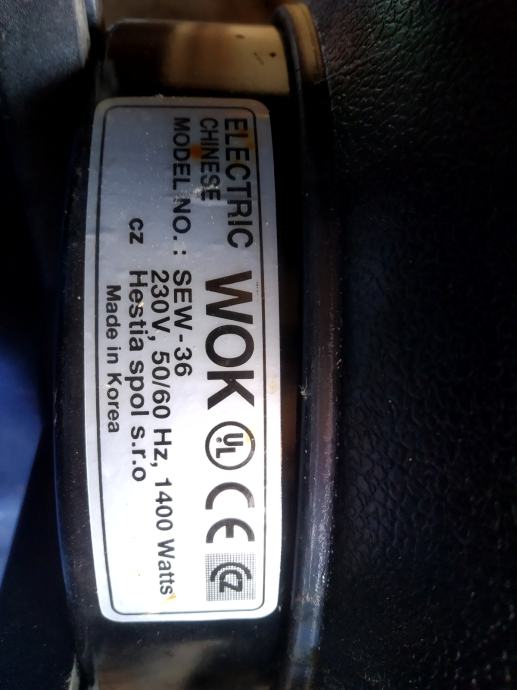 ELECTRIC
CHINESE WOK UL CE CZ
MODEL NO. : SEW-36
230V, 50/60 Hz, 1400 Watts
cz Hestia spol s.r.o
Made in Korea